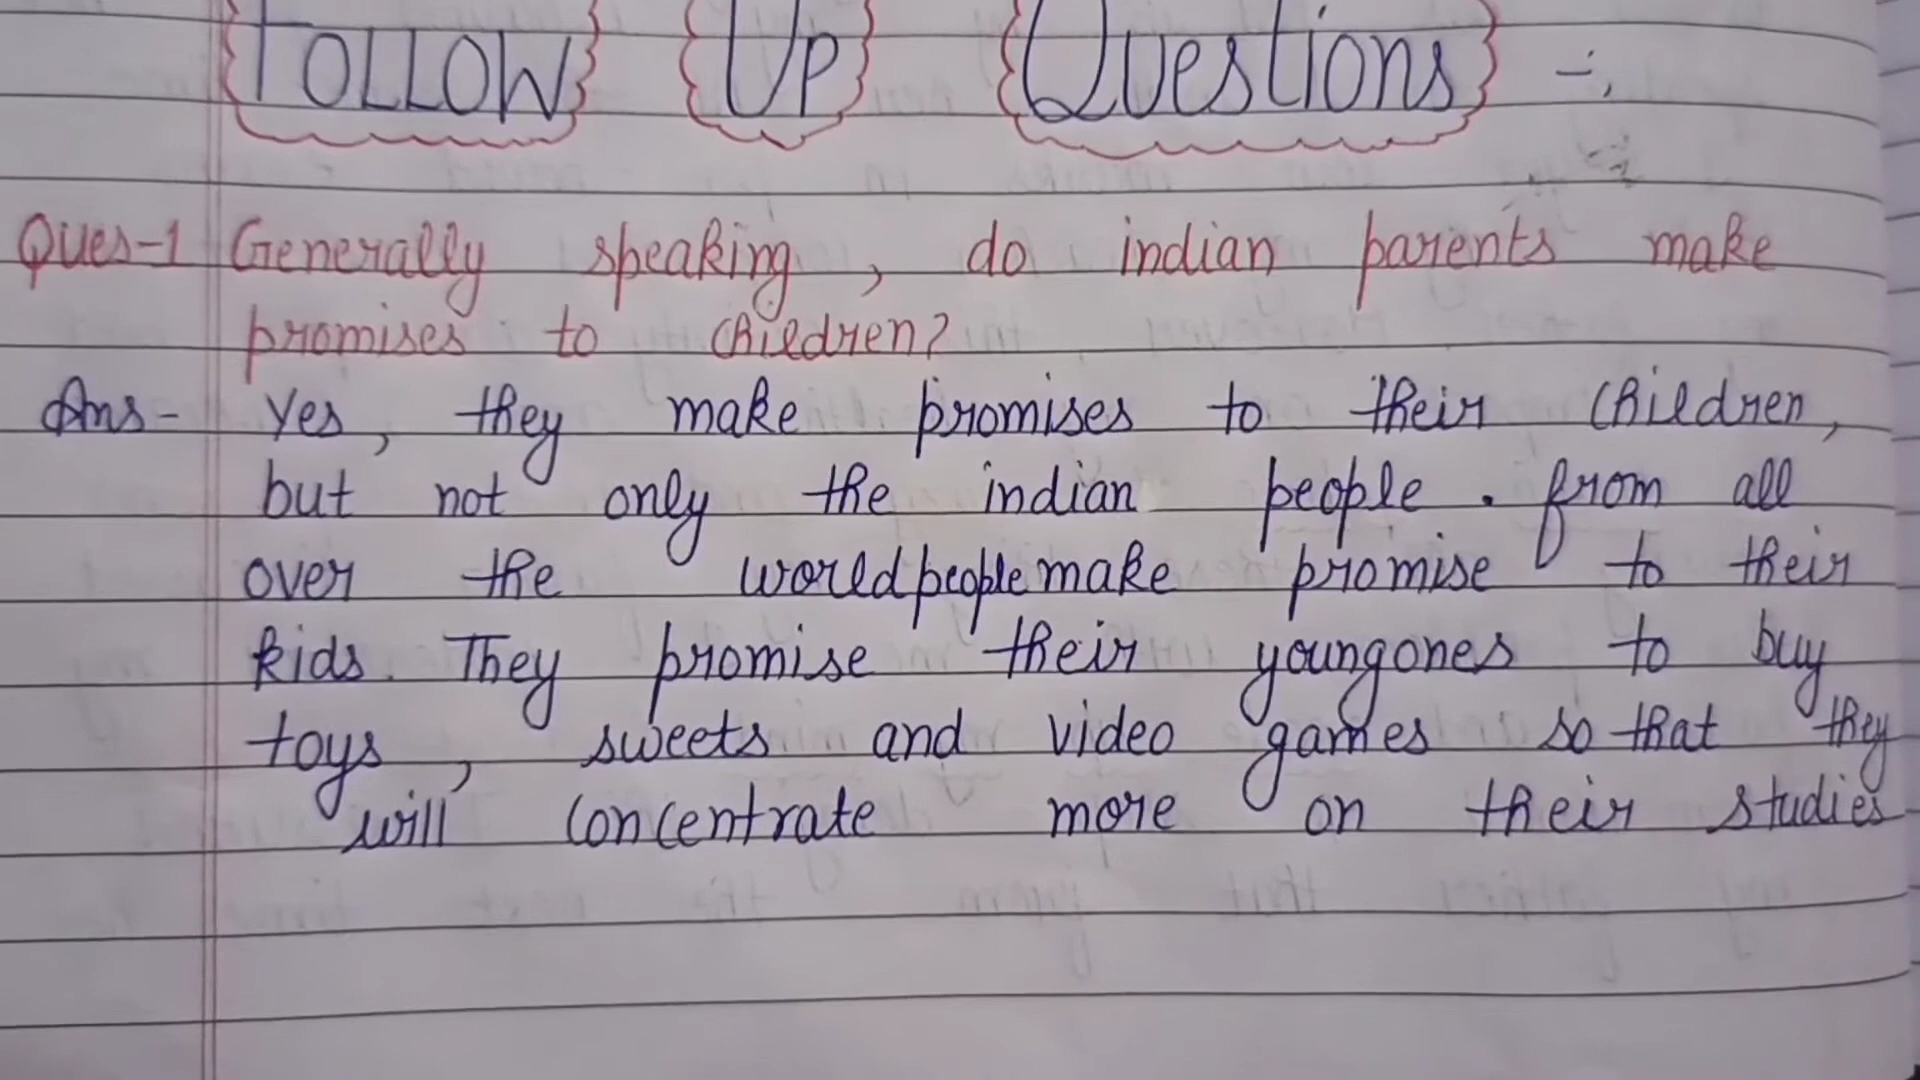 FOLLOW UP QUestions :-
Ques-1 Generally speaking, do indian parents make
promises to children?
Ans- Yes, they make promises to their children,
but not only the indian people. from all
over the world people make promise to their
kids. They promise their youngones to buy
toys, sweets and video games so that they
will concentrate more on their studies